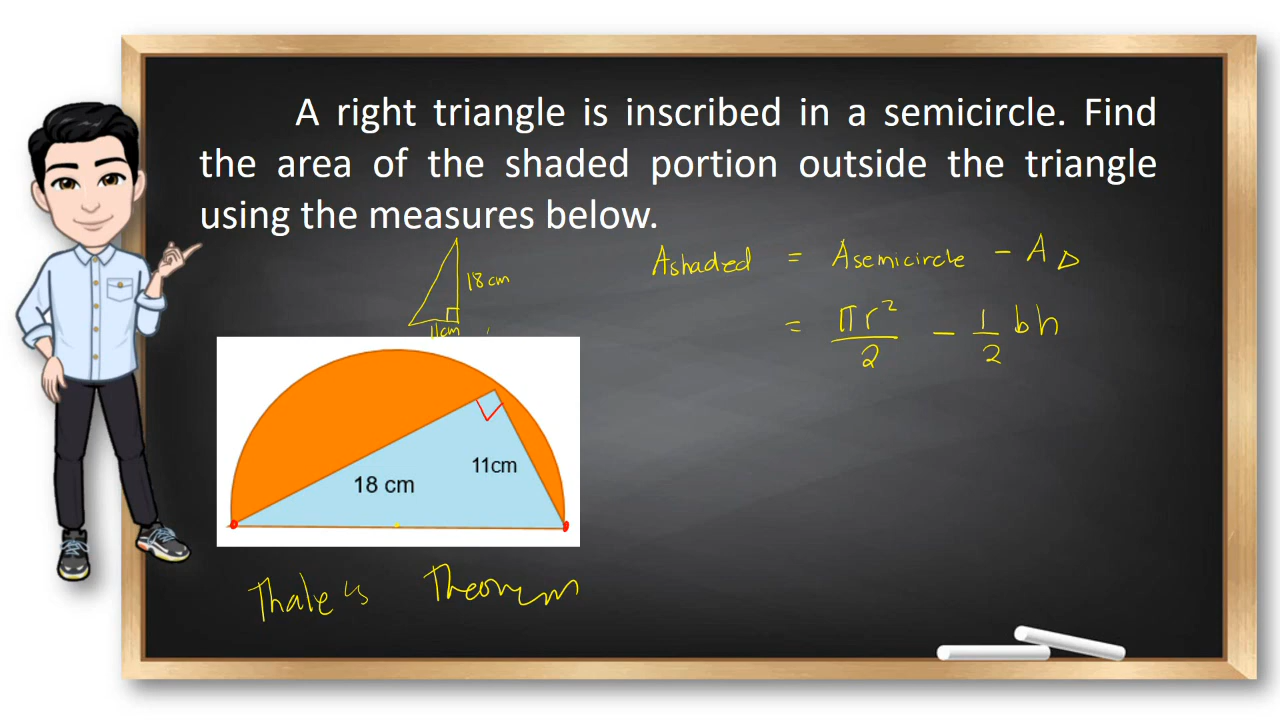 A right triangle is inscribed in a semicircle. Find
the area of the shaded portion outside the triangle
using the measures below.
18 cm
11cm
Ashaded = Asemicircle - A▷
= πr²/2 - 1/2 bh
11cm
18 cm
Thale's Theorem